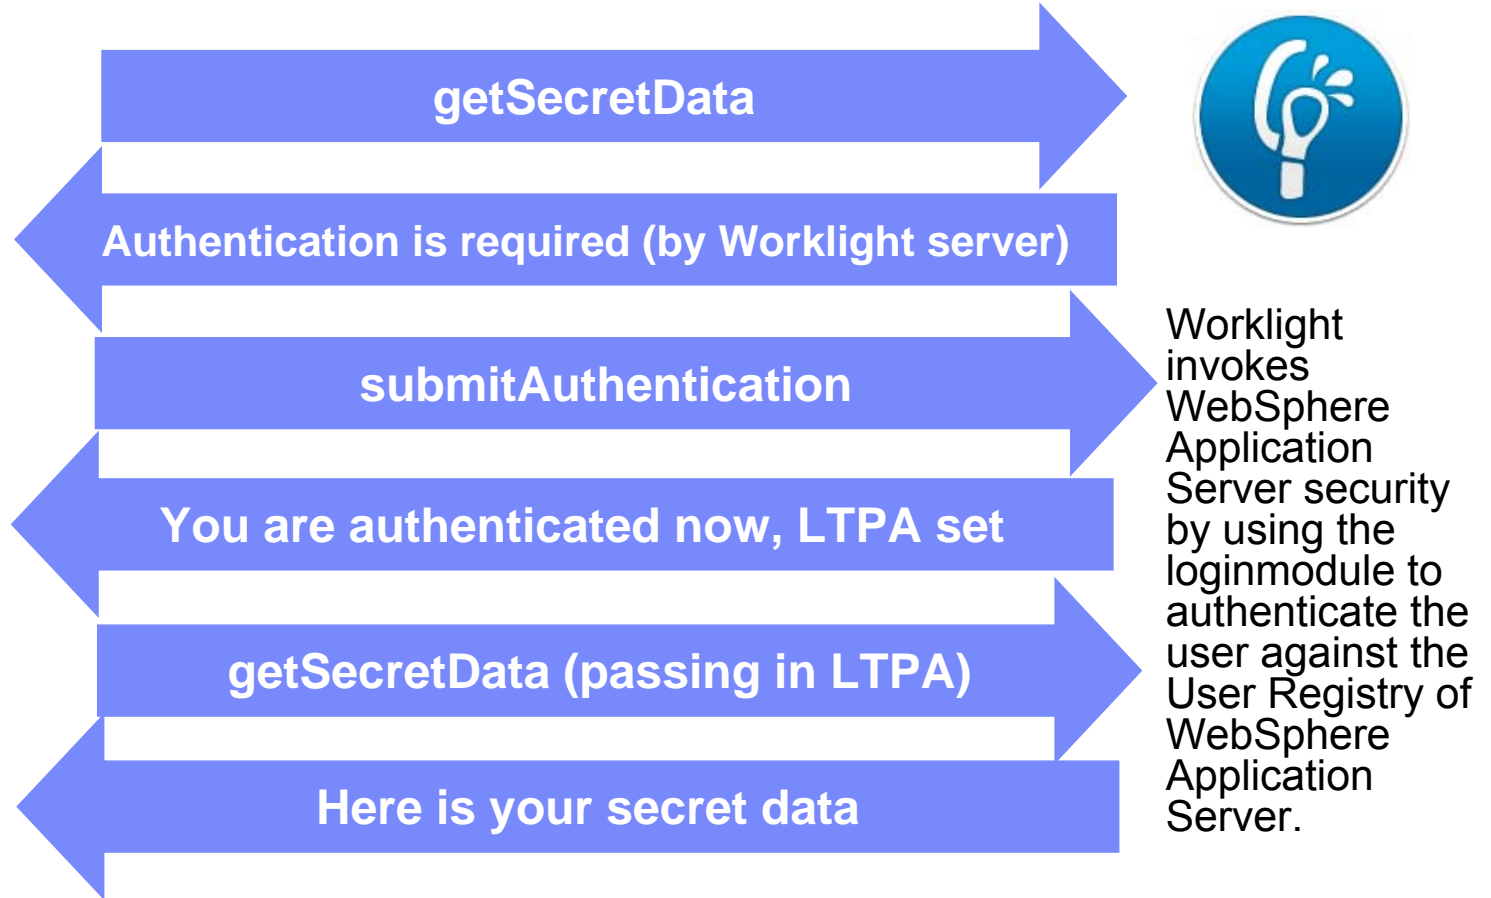 getSecretData
Authentication is required (by Worklight server)
submitAuthentication
You are authenticated now, LTPA set
getSecretData (passing in LTPA)
Here is your secret data
Worklight
invokes
WebSphere
Application
Server security
by using the
loginmodule to
authenticate the
user against the
User Registry of
WebSphere
Application
Server.